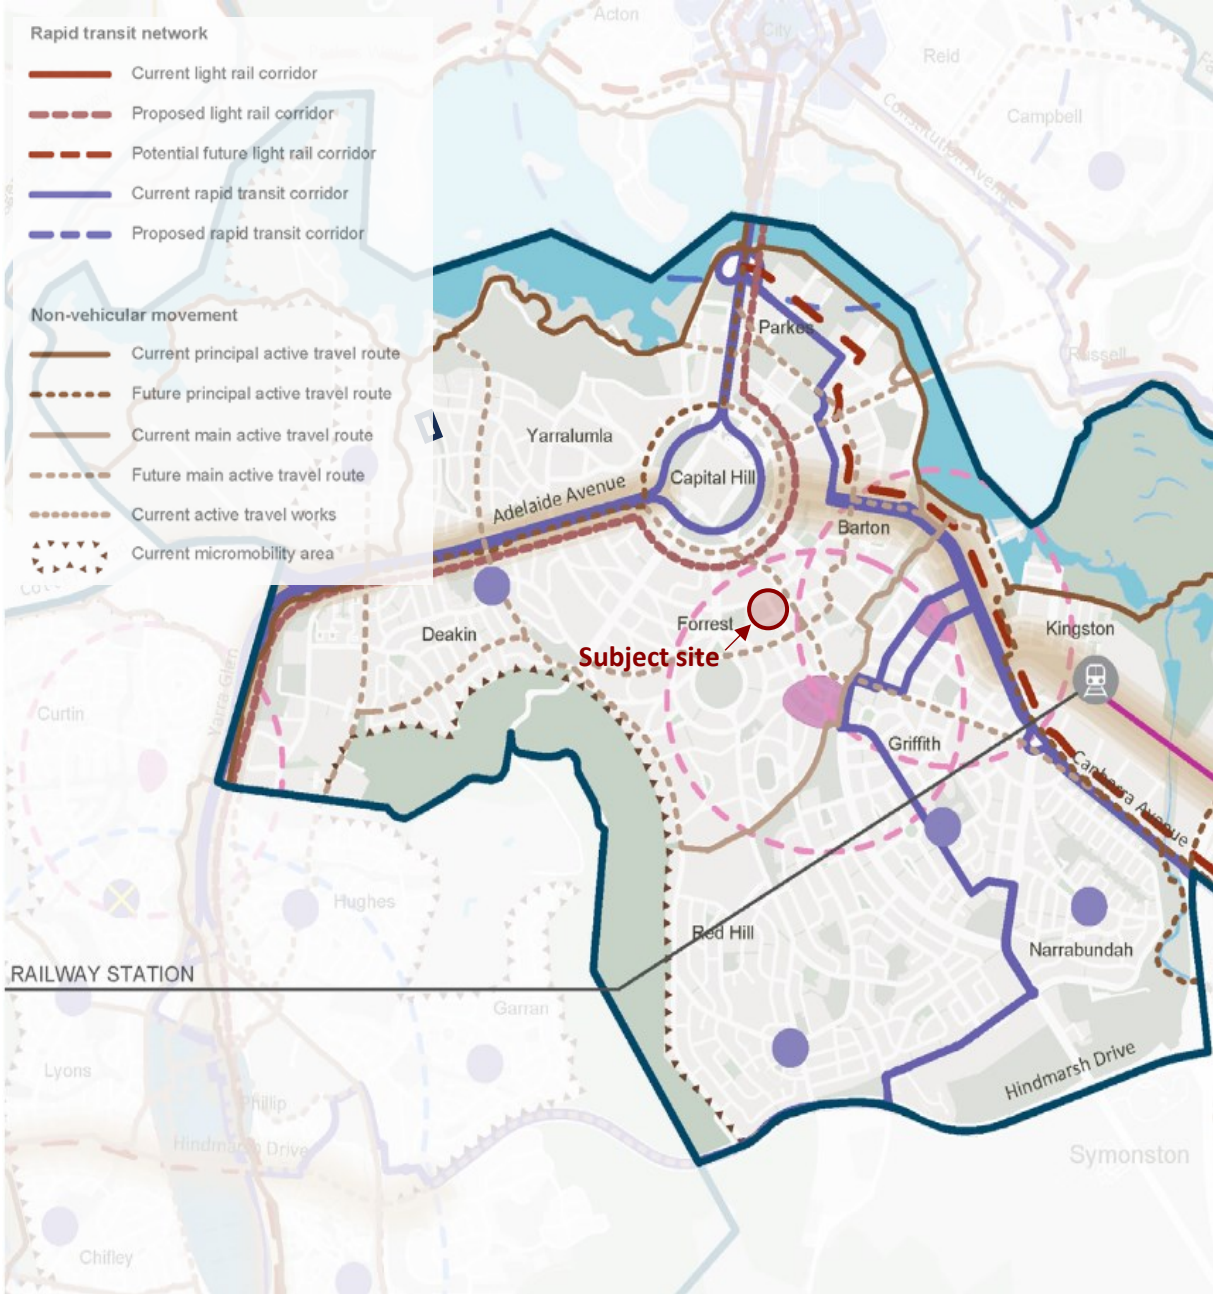 Acton
City
Reid
Rapid transit network
Current light rail corridor
Proposed light rail corridor
Campbell
Constitution Avenue
Potential future light rail corridor
Current rapid transit corridor
Proposed rapid transit corridor
Non-vehicular movement
Parkes
Current principal active travel route
Russell
Future principal active travel route
Current main active travel route
Yarralumla
Future main active travel route
Capital Hill
Adelaide Avenue
Current active travel works
Barton
Current micromobility area
Forrest
Kingston
Deakin
Subject site
Yarra Glen
Curtin
Griffith
Canberra Avenue
Hughes
Red Hill
Narrabundah
RAILWAY STATION
Garran
Lyons
Hindmarsh Drive
Phillip
Hindmarsh Drive
Symonston
Chifley